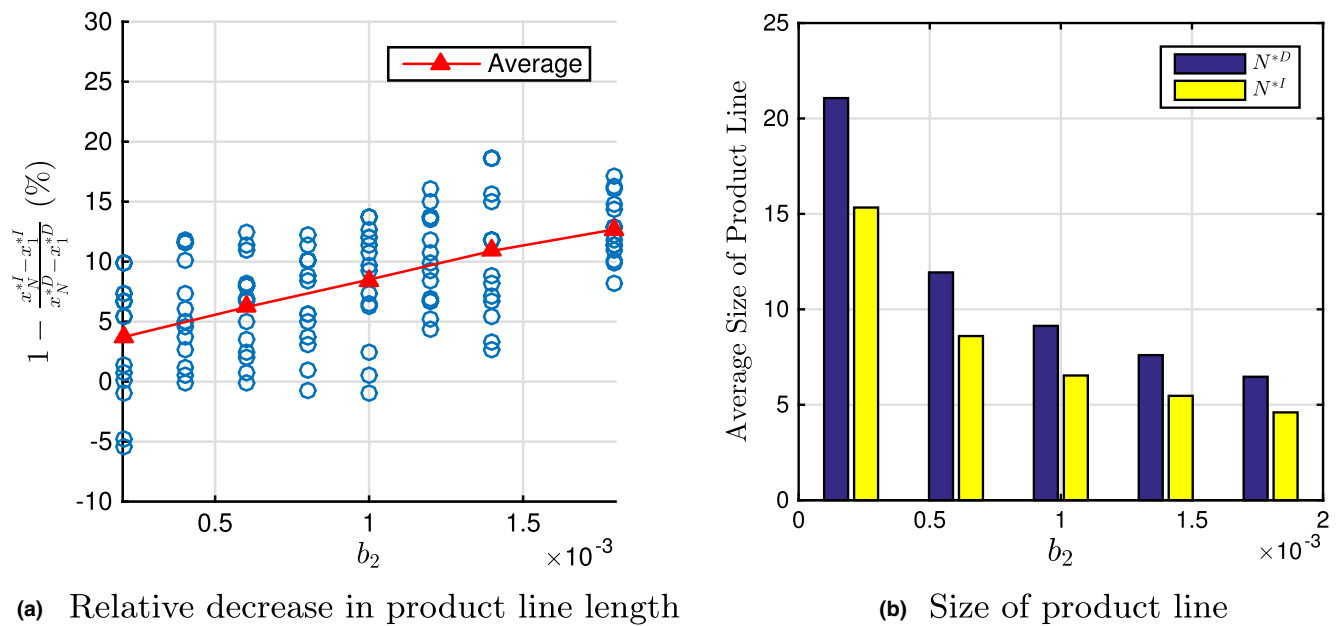 30
25
20
15
10
5
0
-5
-10
1 − (x_N^{*I} − x_1^{*I}) / (x_N^{*D} − x_1^{*D}) (%)
Average
0.5 1 1.5
b_2
×10^{-3}
(a) Relative decrease in product line length
25
20
15
10
5
0
Average Size of Product Line
N^{*D}
N^{*I}
0 0.5 1 1.5 2
b_2
×10^{-3}
(b) Size of product line